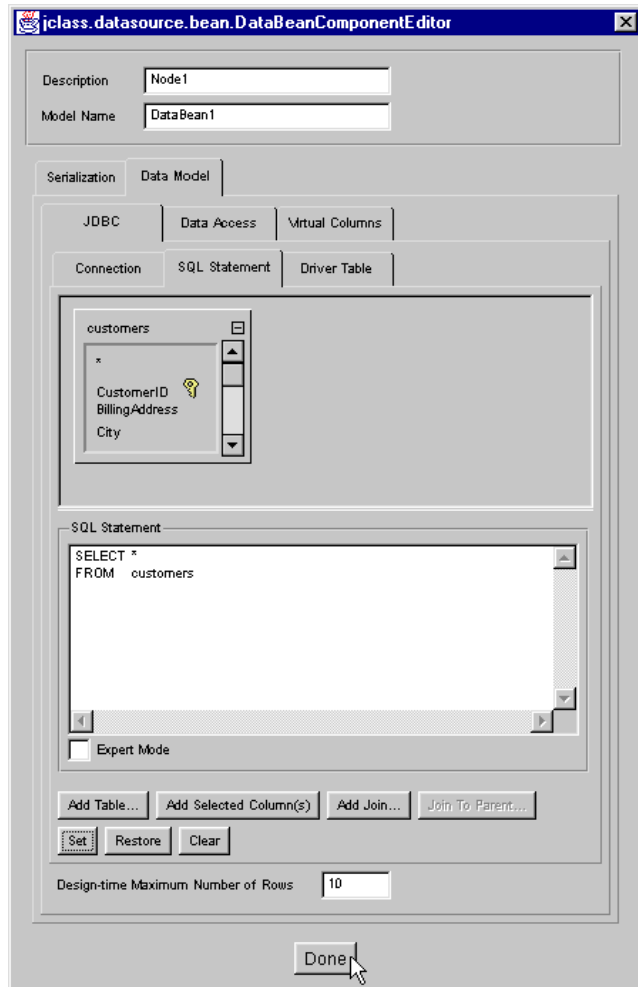 jclass.datasource.bean.DataBeanComponentEditor
Description Node1
Model Name DataBean1
Serialization Data Model
JDBC Data Access Virtual Columns
Connection SQL Statement Driver Table
customers
*
CustomerID
BillingAddress
City
SQL Statement
SELECT *
FROM customers
Expert Mode
Add Table... Add Selected Column(s) Add Join... Join To Parent...
Set Restore Clear
Design-time Maximum Number of Rows 10
Done